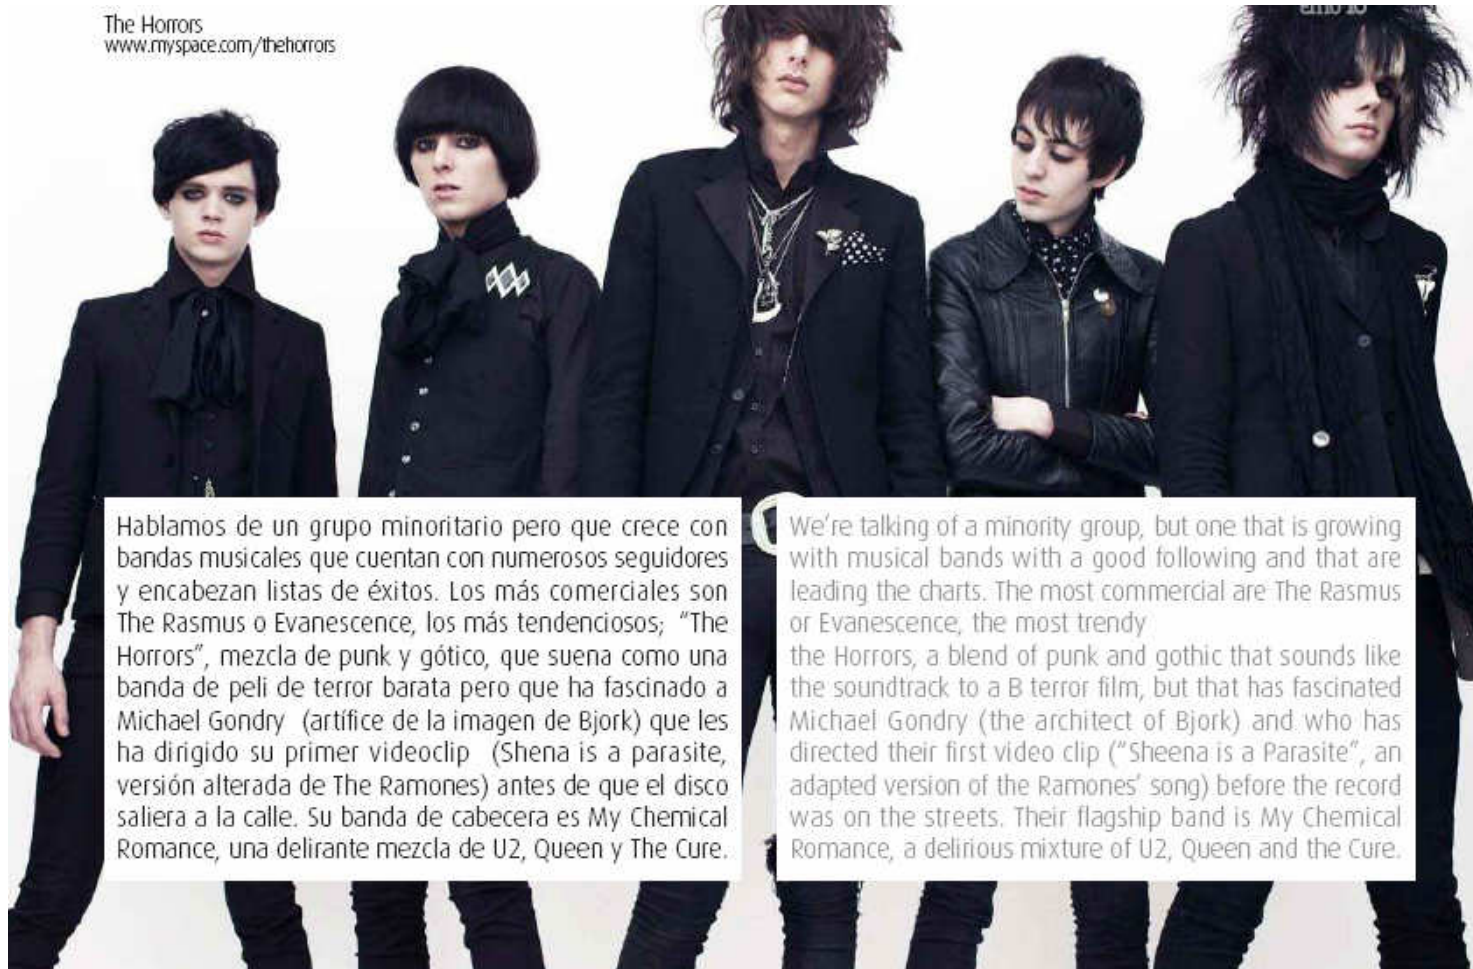 The Horrors
www.myspace.com/thehorrors
Hablamos de un grupo minoritario pero que crece con
bandas musicales que cuentan con numerosos seguidores
y encabezan listas de éxitos. Los más comerciales son
The Rasmus o Evanescence, los más tendenciosos; "The
Horrors", mezcla de punk y gótico, que suena como una
banda de peli de terror barata pero que ha fascinado a
Michael Gondry (artífice de la imagen de Bjork) que les
ha dirigido su primer videoclip (Shena is a parasite,
versión alterada de The Ramones) antes de que el disco
saliera a la calle. Su banda de cabecera es My Chemical
Romance, una delirante mezcla de U2, Queen y The Cure.
We're talking of a minority group, but one that is growing
with musical bands with a good following and that are
leading the charts. The most commercial are The Rasmus
or Evanescence, the most trendy
the Horrors, a blend of punk and gothic that sounds like
the soundtrack to a B terror film, but that has fascinated
Michael Gondry (the architect of Bjork) and who has
directed their first video clip ("Sheena is a Parasite", an
adapted version of the Ramones' song) before the record
was on the streets. Their flagship band is My Chemical
Romance, a delirious mixture of U2, Queen and the Cure.